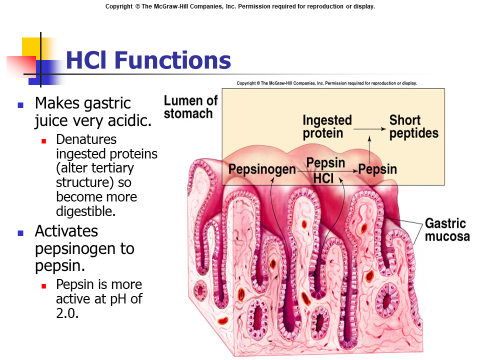 Copyright © The McGraw-Hill Companies, Inc. Permission required for reproduction or display.
HCl Functions
Makes gastric
juice very acidic.
Denatures
ingested proteins
(alter tertiary
structure) so
become more
digestible.
Activates
pepsinogen to
pepsin.
Pepsin is more
active at pH of
2.0.
Copyright © The McGraw-Hill Companies, Inc. Permission required for reproduction or display.
Lumen of
stomach
Ingested
protein
Short
peptides
Pepsinogen
Pepsin
HCl
Pepsin
Gastric
mucosa